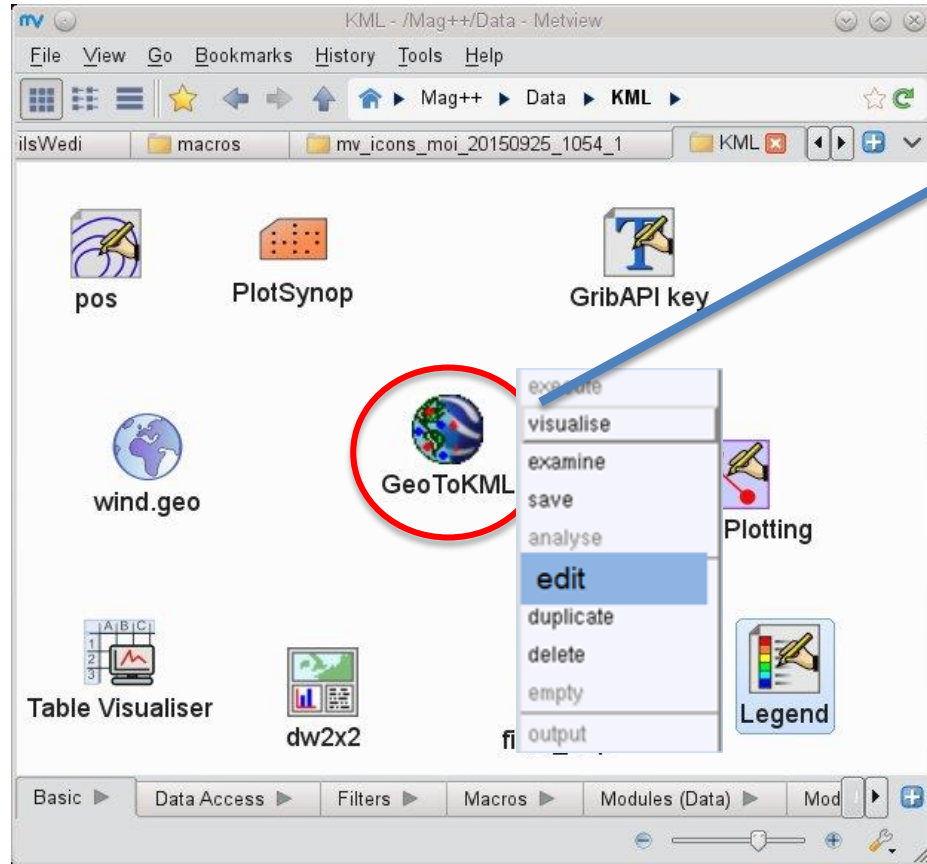 KML - /Mag++/Data - Metview
File View Go Bookmarks History Tools Help
Mag++ Data KML
ilsWedi macros mv_icons_moi_20150925_1054_1 KML
pos
PlotSynop
GribAPI key
wind.geo
GeoToKML
execute
visualise
examine
save
analyse
edit
duplicate
delete
empty
output
Plotting
Table Visualiser
dw2x2
Legend
Basic Data Access Filters Macros Modules (Data) Mod